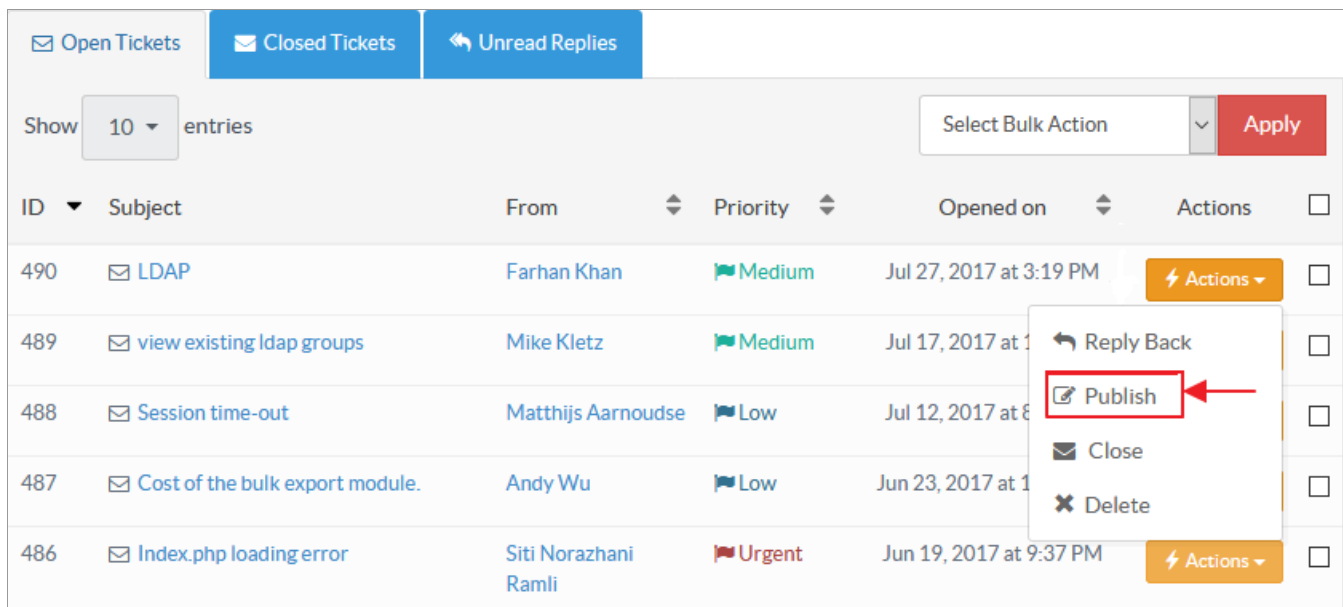 Open Tickets Closed Tickets Unread Replies
Show 10 entries Select Bulk Action Apply
ID Subject From Priority Opened on Actions
490 LDAP Farhan Khan Medium Jul 27, 2017 at 3:19 PM Actions
489 view existing ldap groups Mike Kletz Medium Jul 17, 2017 at 1
Reply Back
Publish
488 Session time-out Matthijs Aarnoudse Low Jul 12, 2017 at 8
Close
487 Cost of the bulk export module. Andy Wu Low Jun 23, 2017 at 1
Delete
486 Index.php loading error Siti Norazhani Urgent Jun 19, 2017 at 9:37 PM Actions
Ramli